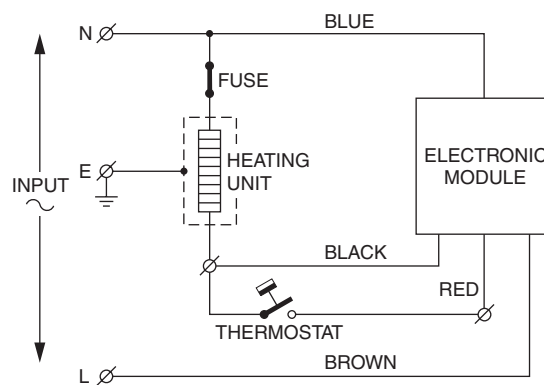 N
BLUE
FUSE
E
HEATING
UNIT
ELECTRONIC
MODULE
INPUT
BLACK
RED
THERMOSTAT
BROWN
L